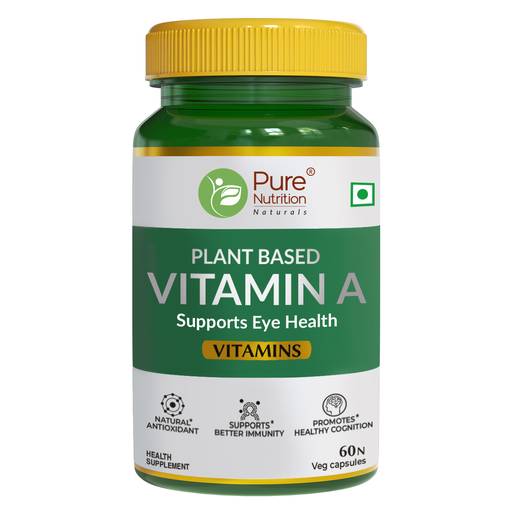 Pure®
Nutrition
Naturals
PLANT BASED
VITAMIN A
Supports Eye Health
VITAMINS
NATURAL*
ANTIOXIDANT
SUPPORTS*
BETTER IMMUNITY
PROMOTES*
HEALTHY COGNITION
HEALTH
SUPPLEMENT
60N
Veg capsules